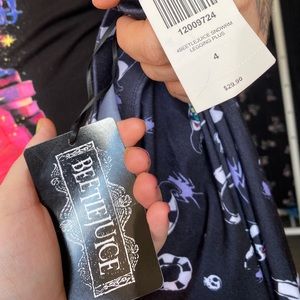 12009724
#BEETLEJUICE SNDWRM
LEGGING PLUS
4
$29.90
BEETLEJUICE